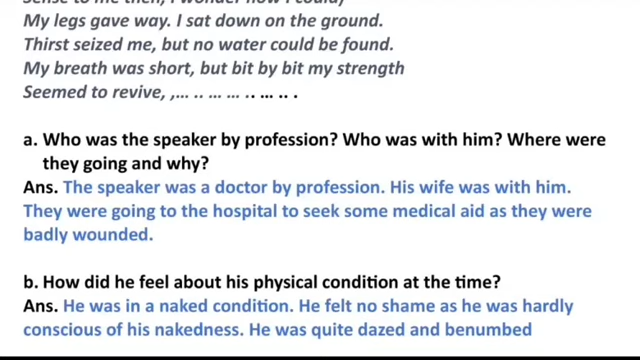 Sense to me then, I wonder how I could)
My legs gave way. I sat down on the ground.
Thirst seized me, but no water could be found.
My breath was short, but bit by bit my strength
Seemed to revive, ,... .. ... ... .. ... .. .
a. Who was the speaker by profession? Who was with him? Where were
they going and why?
Ans. The speaker was a doctor by profession. His wife was with him.
They were going to the hospital to seek some medical aid as they were
badly wounded.
b. How did he feel about his physical condition at the time?
Ans. He was in a naked condition. He felt no shame as he was hardly
conscious of his nakedness. He was quite dazed and benumbed